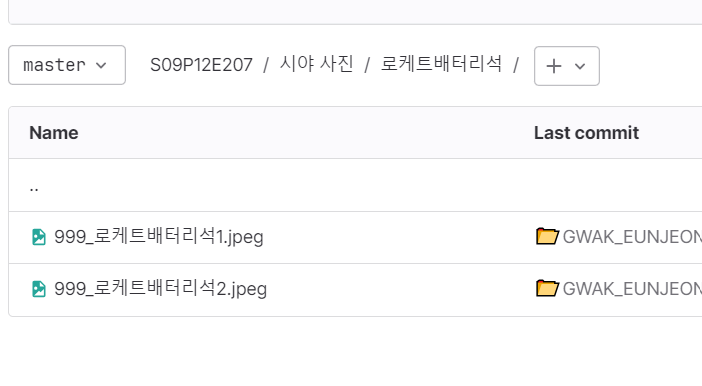 master S09P12E207 / 시야 사진 / 로케트배터리석 / +
Name Last commit
..
999_로케트배터리석1.jpeg GWAK_EUNJEON
999_로케트배터리석2.jpeg GWAK_EUNJEON